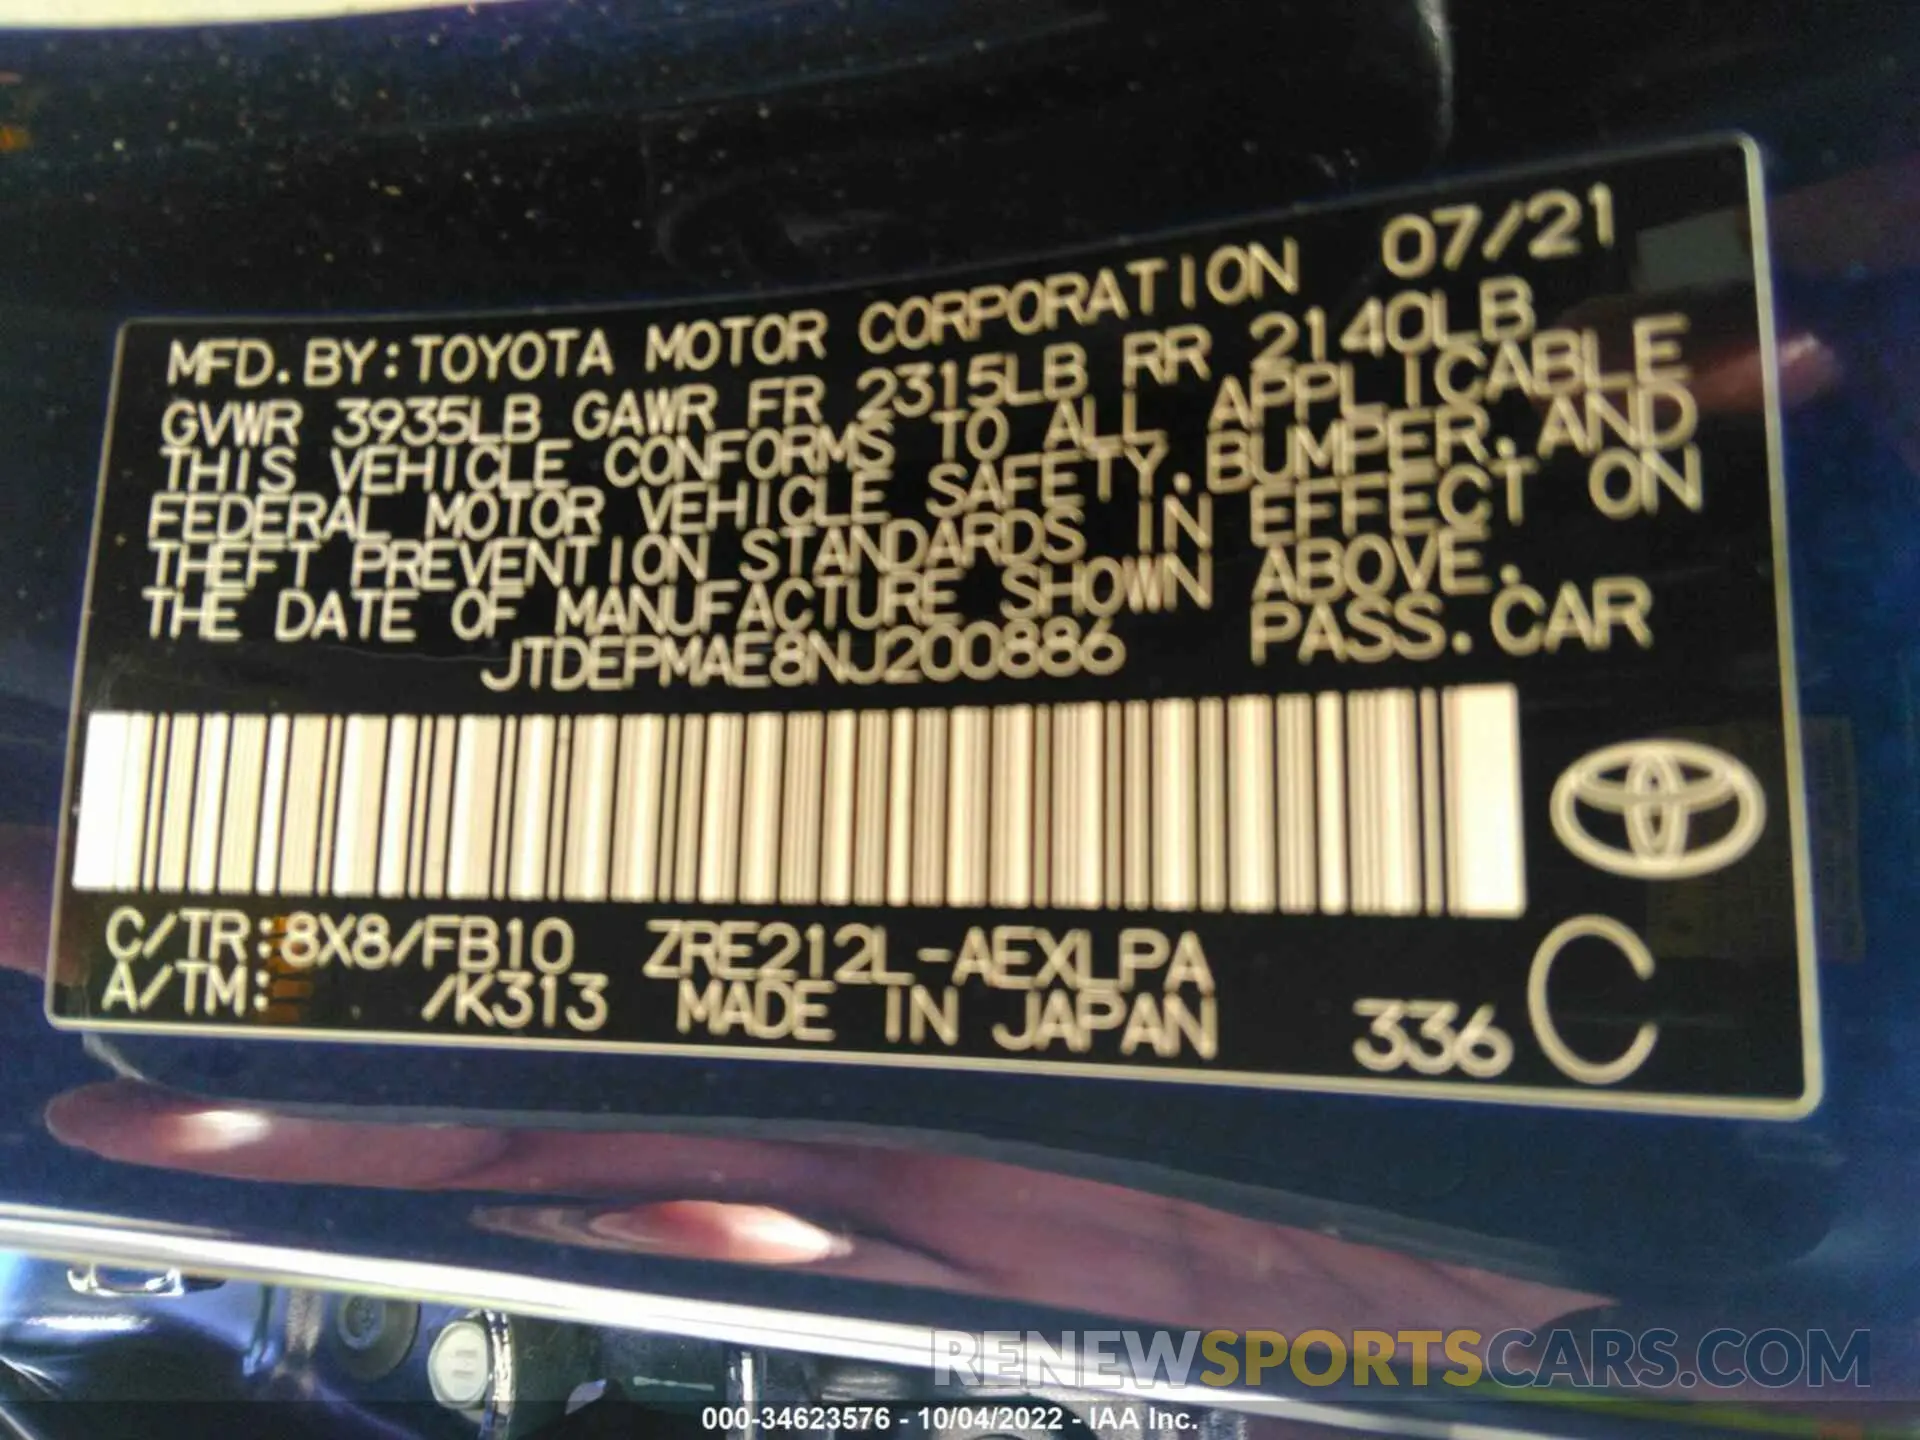 MFD. BY: TOYOTA MOTOR CORPORATION 07/21
GVWR 3935LB GAWR FR 2315LB RR 2140LB
THIS VEHICLE CONFORMS TO ALL APPLICABLE
FEDERAL MOTOR VEHICLE SAFETY, BUMPER, AND
THEFT PREVENTION STANDARDS IN EFFECT ON
THE DATE OF MANUFACTURE SHOWN ABOVE.
JTDEPMAE8NJ200886 PASS. CAR
C/TR: 8X8/FB10 ZRE212L-AEXLPA
A/TM: /K313 MADE IN JAPAN 336 C
RENEWSPORTSCARS.COM
000-34623576 - 10/04/2022 - IAA Inc.